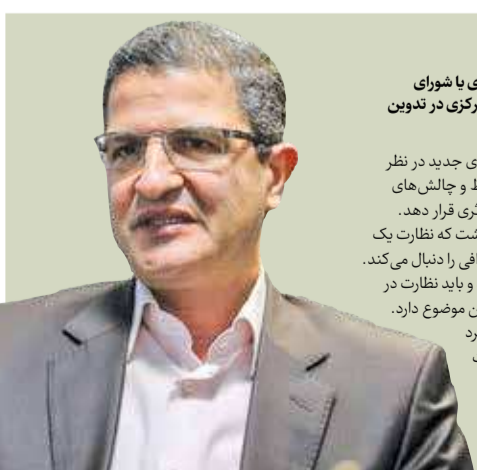 ی یا شورای
رکزی در تدوین
ی جدید در نظر
ط و چالش‌های
ثری قرار دهد.
شت که نظارت یک
افی را دنبال می‌کند.
و باید نظارت در
ن موضوع دارد.
رد